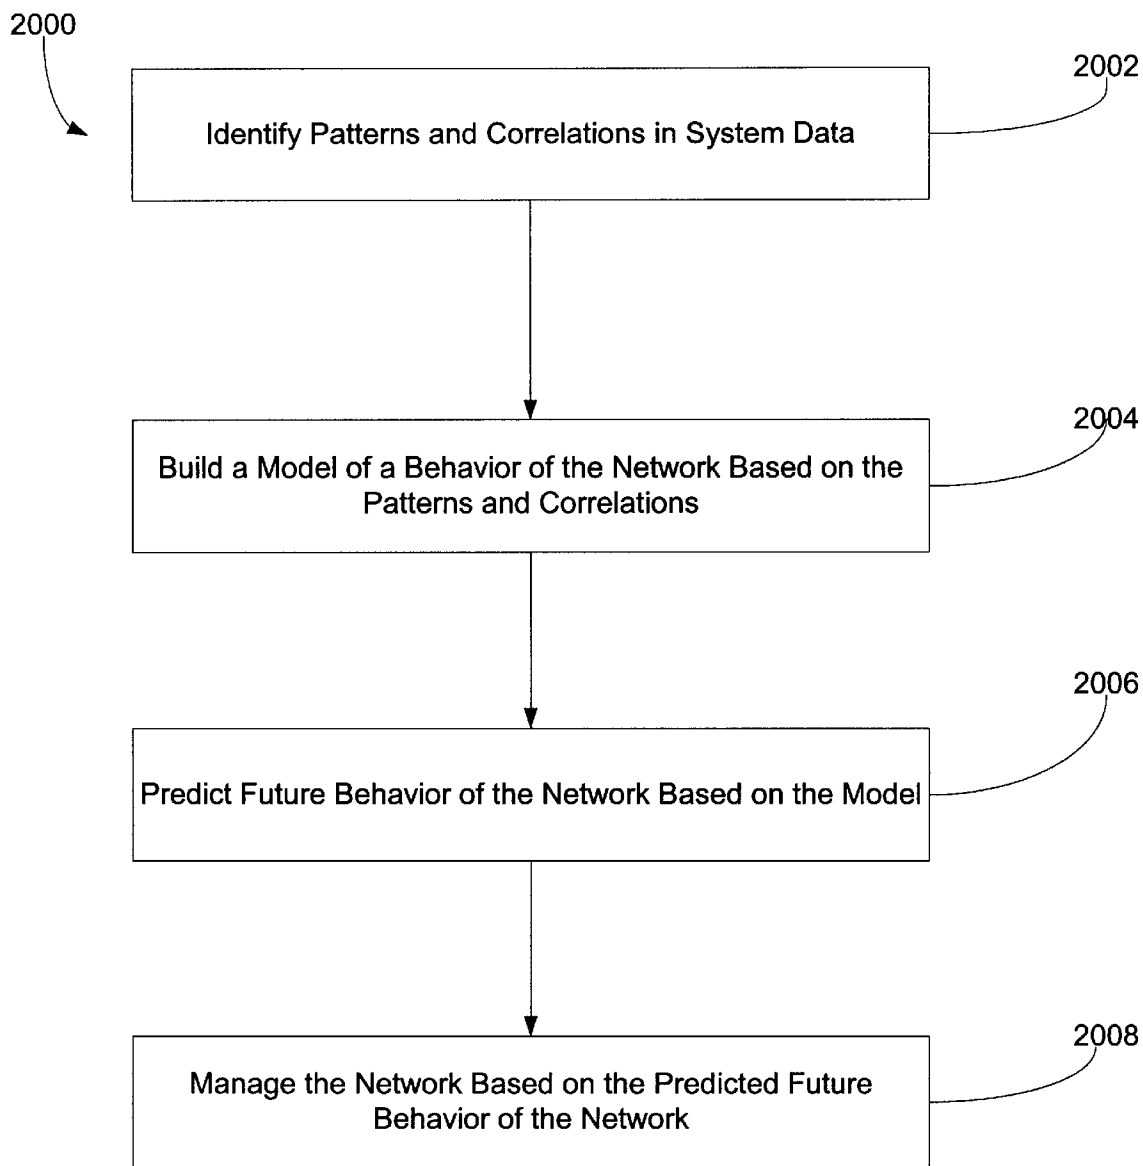 2000
2002
Identify Patterns and Correlations in System Data
2004
Build a Model of a Behavior of the Network Based on the
Patterns and Correlations
2006
Predict Future Behavior of the Network Based on the Model
2008
Manage the Network Based on the Predicted Future
Behavior of the Network